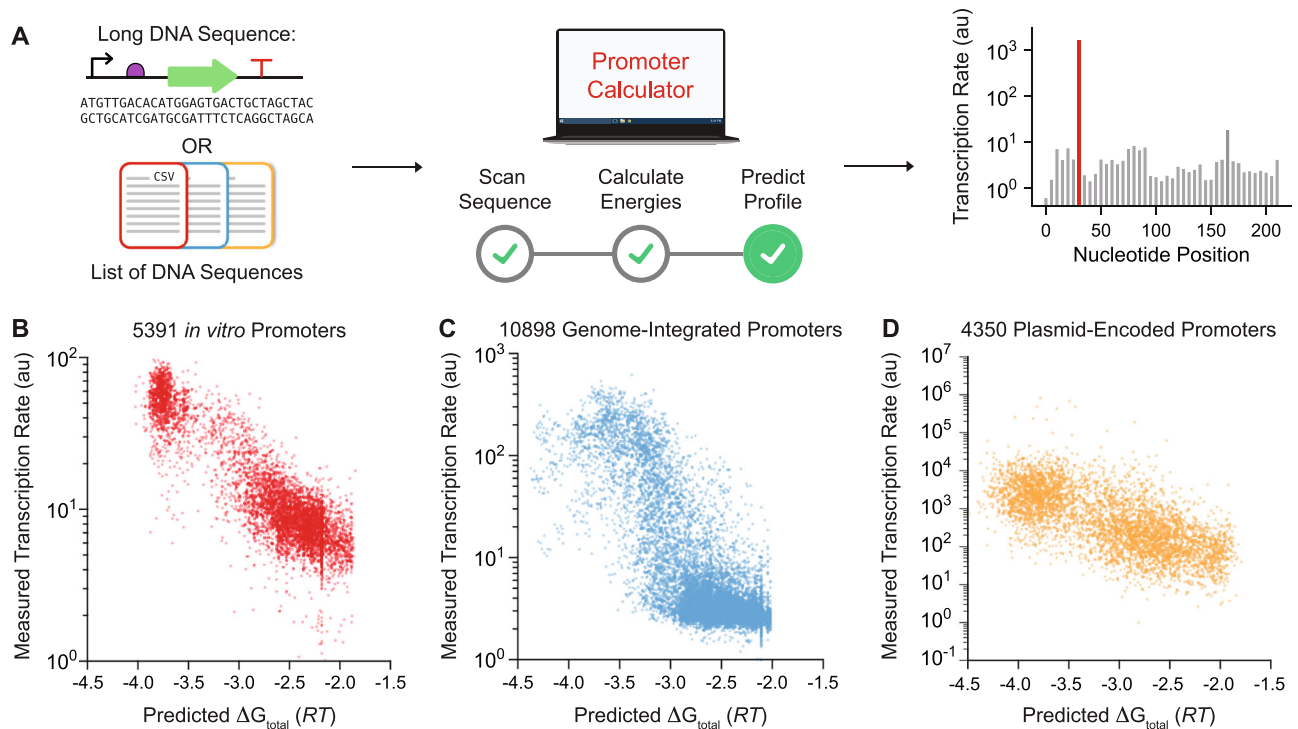 A
Long DNA Sequence:
ATGTTGACACATGGAGTGACTGCTAGCTAC
GCTGCATCGATGCGATTTCTCAGGCTAGCA
OR
CSV
List of DNA Sequences
Promoter
Calculator
Scan
Sequence
Calculate
Energies
Predict
Profile
Transcription Rate (au)
10³
10²
10¹
10⁰
0 50 100 150 200
Nucleotide Position
B
5391 in vitro Promoters
Measured Transcription Rate (au)
10²
10¹
10⁰
-4.5 -4.0 -3.5 -3.0 -2.5 -2.0 -1.5
Predicted ΔGtotal (RT)
C
10898 Genome-Integrated Promoters
Measured Transcription Rate (au)
10³
10²
10¹
10⁰
-4.5 -4.0 -3.5 -3.0 -2.5 -2.0 -1.5
Predicted ΔGtotal (RT)
D
4350 Plasmid-Encoded Promoters
Measured Transcription Rate (au)
10⁷
10⁶
10⁵
10⁴
10³
10²
10¹
10⁰
10⁻¹
-4.5 -4.0 -3.5 -3.0 -2.5 -2.0 -1.5
Predicted ΔGtotal (RT)